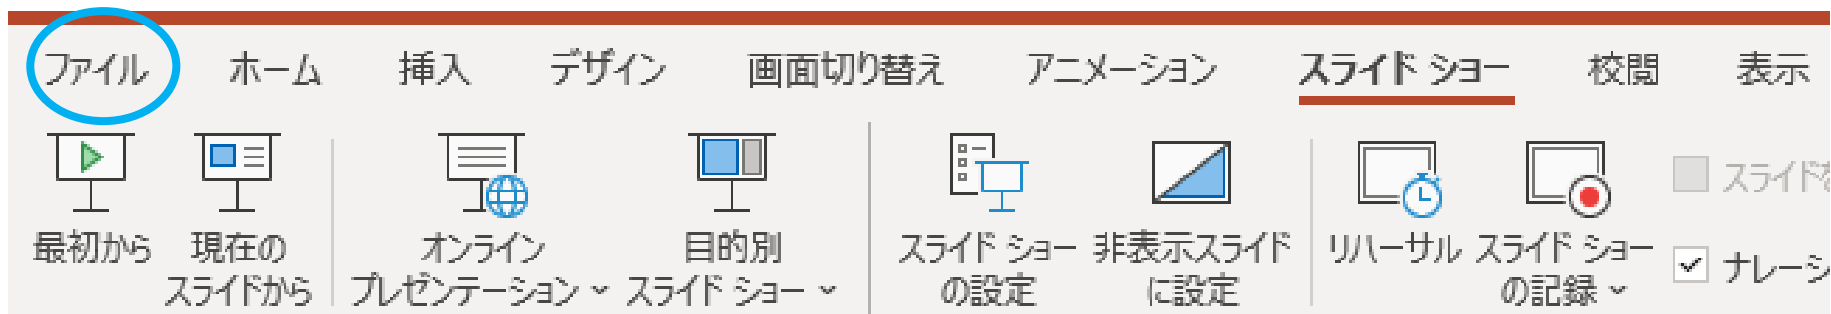 ファイル ホーム 挿入 デザイン 画面切り替え アニメーション スライド ショー 校閲 表示
最初から
現在の
スライドから
オンライン
プレゼンテーション
目的別
スライド ショー
スライド ショー
の設定
非表示スライド
に設定
リハーサル
スライド ショー
の記録
スライドを
ナレーシ